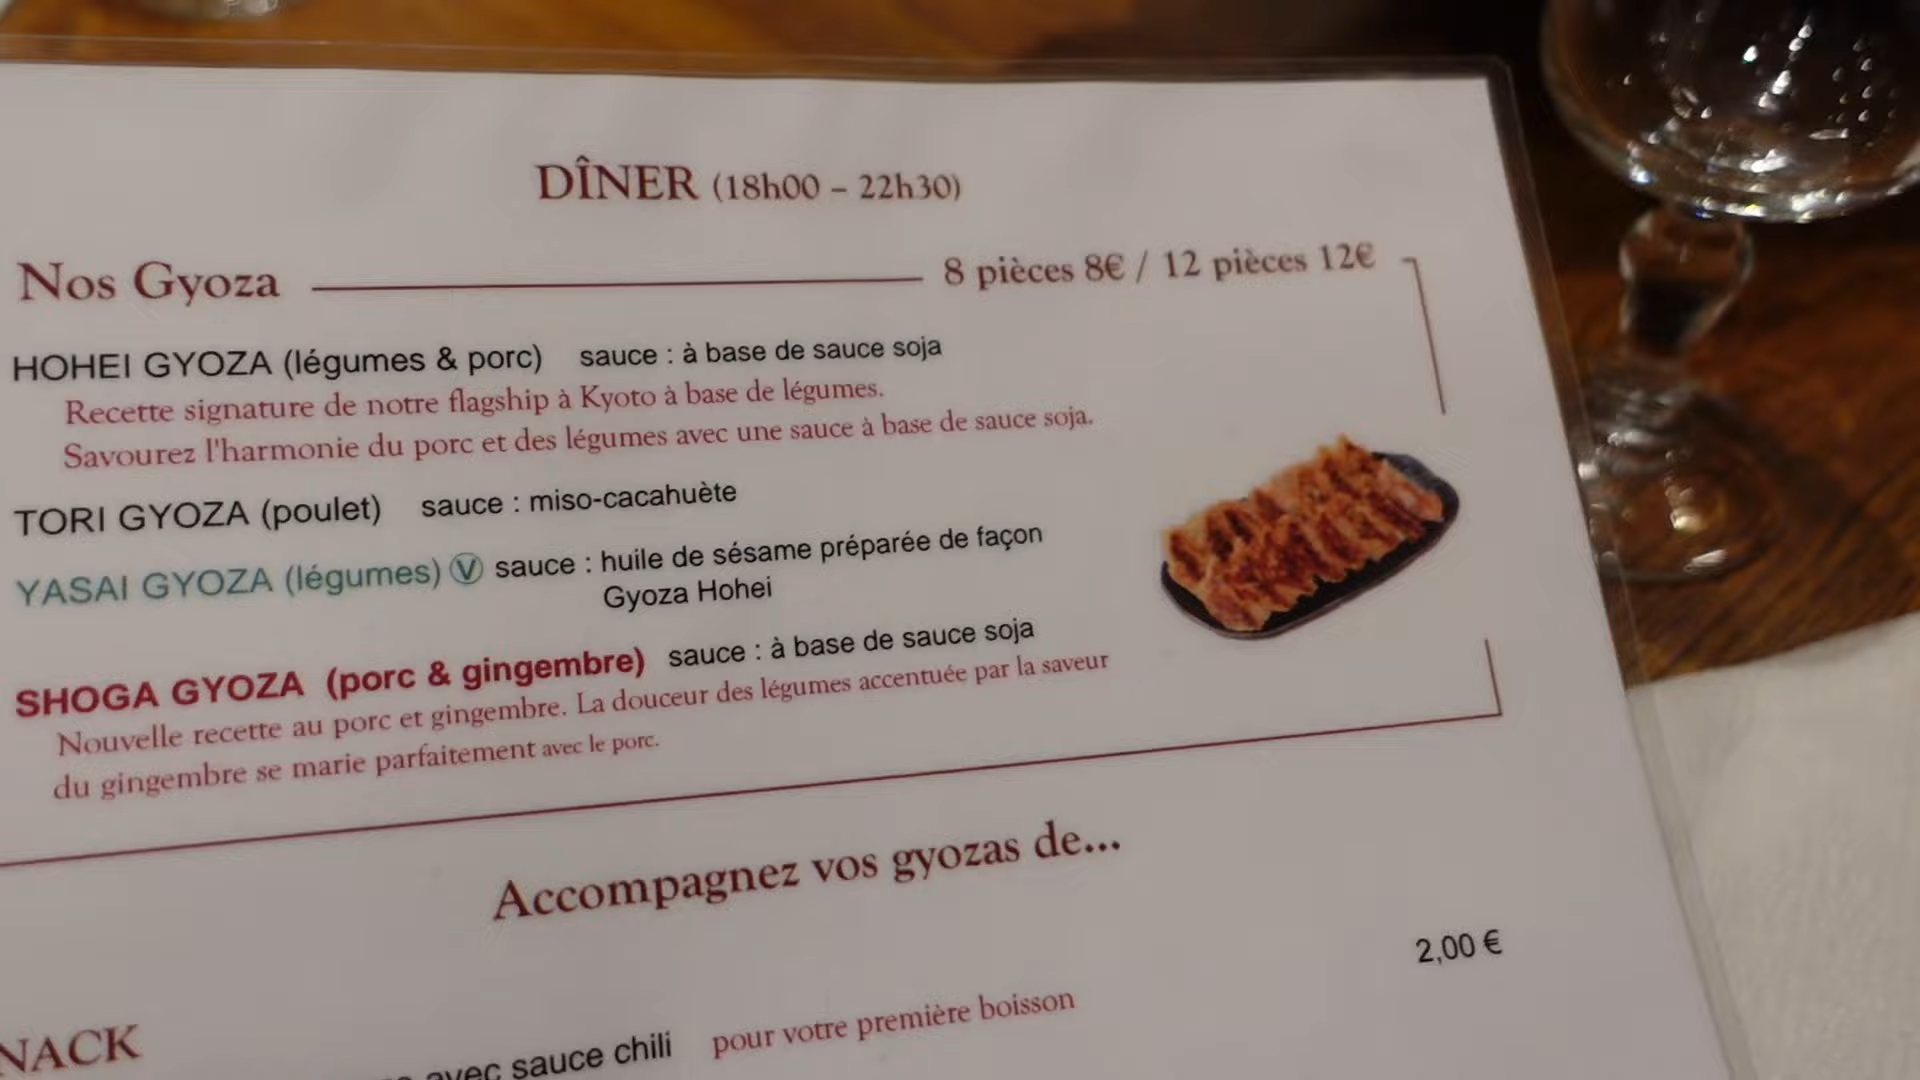 DÎNER (18h00 – 22h30)
Nos Gyoza 8 pièces 8€ / 12 pièces 12€
HOHEI GYOZA (légumes & porc) sauce : à base de sauce soja
Recette signature de notre flagship à Kyoto à base de légumes.
Savourez l'harmonie du porc et des légumes avec une sauce à base de sauce soja.
TORI GYOZA (poulet) sauce : miso-cacahuète
YASAI GYOZA (légumes) V sauce : huile de sésame préparée de façon
Gyoza Hohei
SHOGA GYOZA (porc & gingembre) sauce : à base de sauce soja
Nouvelle recette au porc et gingembre. La douceur des légumes accentuée par la saveur
du gingembre se marie parfaitement avec le porc.
Accompagnez vos gyozas de...
2,00 €
NACK
avec sauce chili pour votre première boisson